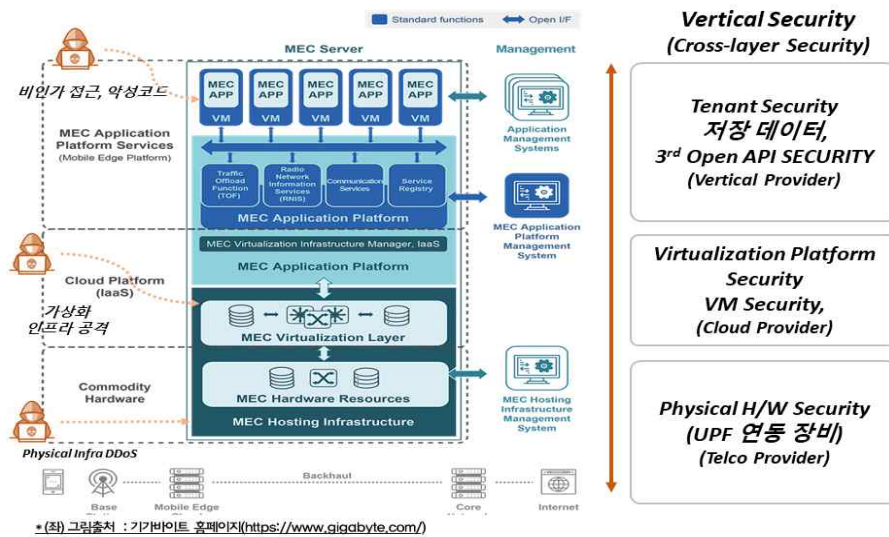 Standard functions
Open I/F
MEC Server
Management
비인가 접근, 악성코드
MEC Application
Platform Services
(Mobile Edge Platform)
MEC
APP
VM
MEC
APP
VM
MEC
APP
VM
MEC
APP
VM
MEC
APP
VM
Application
Management
Systems
Traffic
Offload
Function
(TOF)
Radio
Network
Information
Services
(RNIS)
Communication
Services
Service
Registry
MEC Application Platform
MEC Application
Platform
Management
System
MEC Virtualization Infrastructure Manager, IaaS
MEC Application Platform
Cloud Platform
(IaaS)
가상화
인프라 공격
MEC Virtualization Layer
Commodity
Hardware
MEC Hardware Resources
MEC Hosting Infrastructure
MEC Hosting
Infrastructure
Management
System
Physical Infra DDoS
Backhaul
Base
Mobile Edge
Core
Internet
*(좌) 그림출처 : 기가바이트 홈페이지(https://www.gigabyte.com/)
Vertical Security
(Cross-layer Security)
Tenant Security
저장 데이터,
3rd Open API SECURITY
(Vertical Provider)
Virtualization Platform
Security
VM Security,
(Cloud Provider)
Physical H/W Security
(UPF 연동 장비)
(Telco Provider)